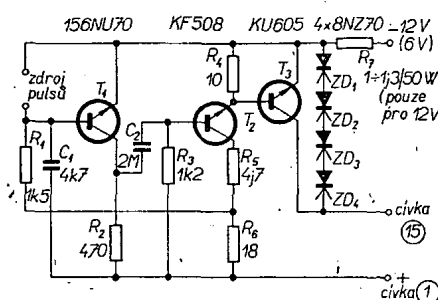 156NU70 KF508 KU605 4×8NZ70 -12V
(6V)
zdroj
pulsů
T1
R4
10
T3
R7
1÷1,3/50W
(pouze
pro 12V)
ZD1
ZD2
ZD3
ZD4
T2
C2
2M
R1
1k5
C1
4k7
R3
1k2
R5
4j7
R2
470
R6
18
cívka
15
+
cívka 1